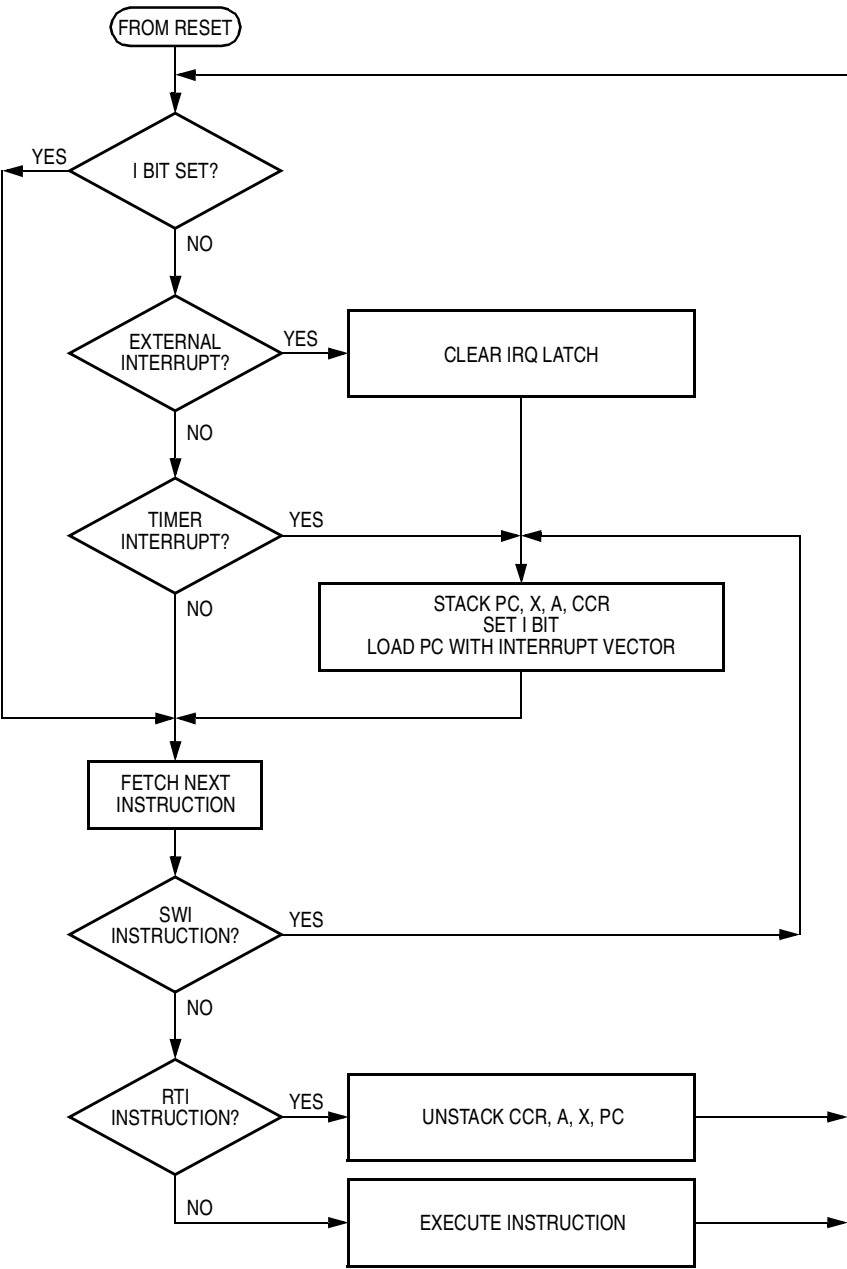 FROM RESET
YES
I BIT SET?
NO
EXTERNAL
INTERRUPT?
YES
CLEAR IRQ LATCH
NO
TIMER
INTERRUPT?
YES
NO
STACK PC, X, A, CCR
SET I BIT
LOAD PC WITH INTERRUPT VECTOR
FETCH NEXT
INSTRUCTION
SWI
INSTRUCTION?
YES
NO
RTI
INSTRUCTION?
YES
UNSTACK CCR, A, X, PC
NO
EXECUTE INSTRUCTION